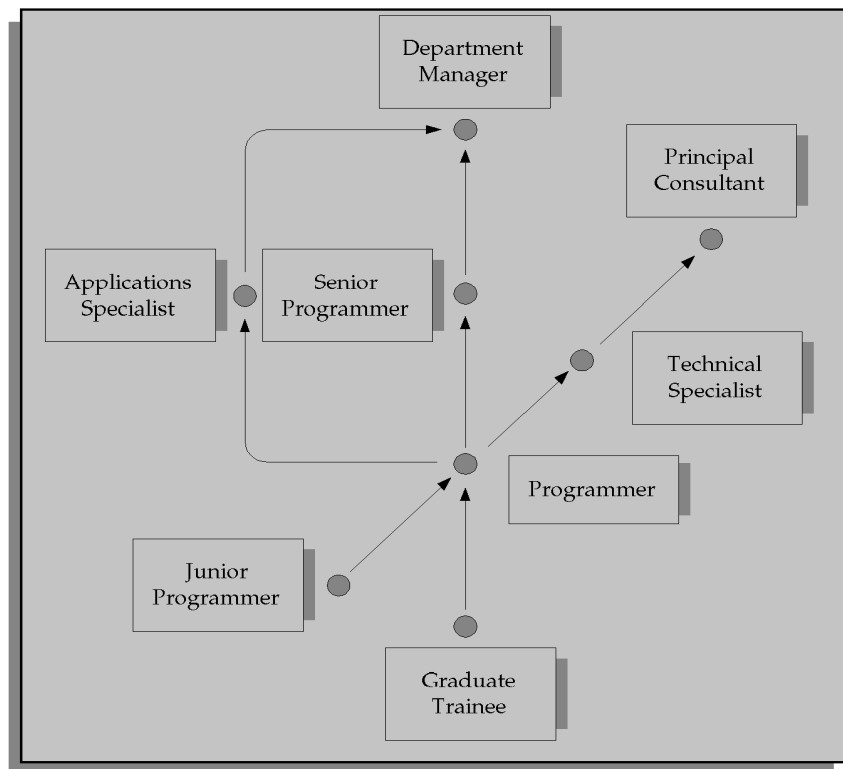 Department
Manager
Principal
Consultant
Applications
Specialist
Senior
Programmer
Technical
Specialist
Programmer
Junior
Programmer
Graduate
Trainee